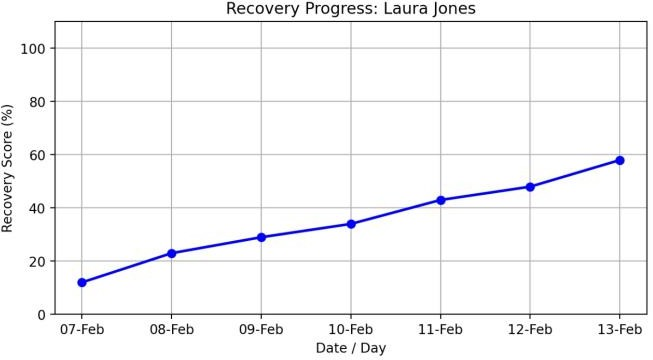 Recovery Progress: Laura Jones
Recovery Score (%)
100
80
60
40
20
0
07-Feb 08-Feb 09-Feb 10-Feb 11-Feb 12-Feb 13-Feb
Date / Day